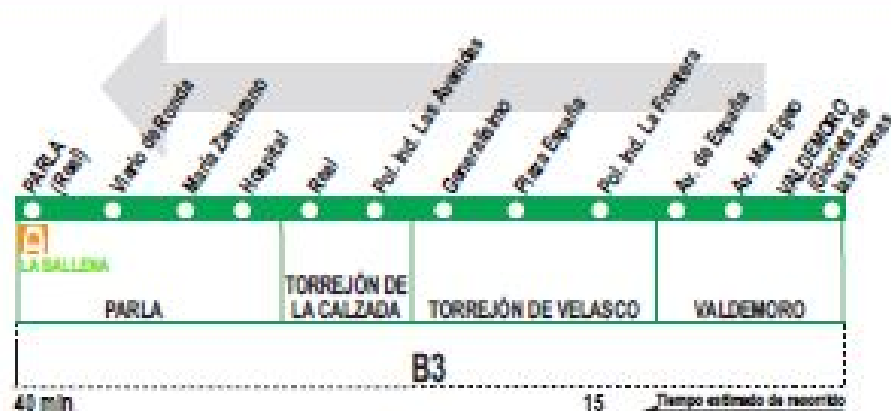 PARLA
(Real)
Viario de Ronda
María Zambrano
Hospital
Real
Pol. Ind. Las Avenidas
Generalísimo
Plaza España
Pol. Ind. La Frontera
Av. de España
Av. Mar Egeo
VALDEMORO
(Glorieta de
las Sirenas
LA BALLENA
PARLA
TORREJÓN DE
LA CALZADA
TORREJÓN DE VELASCO
VALDEMORO
B3
40 min.
15
Tiempo estimado de recorrido